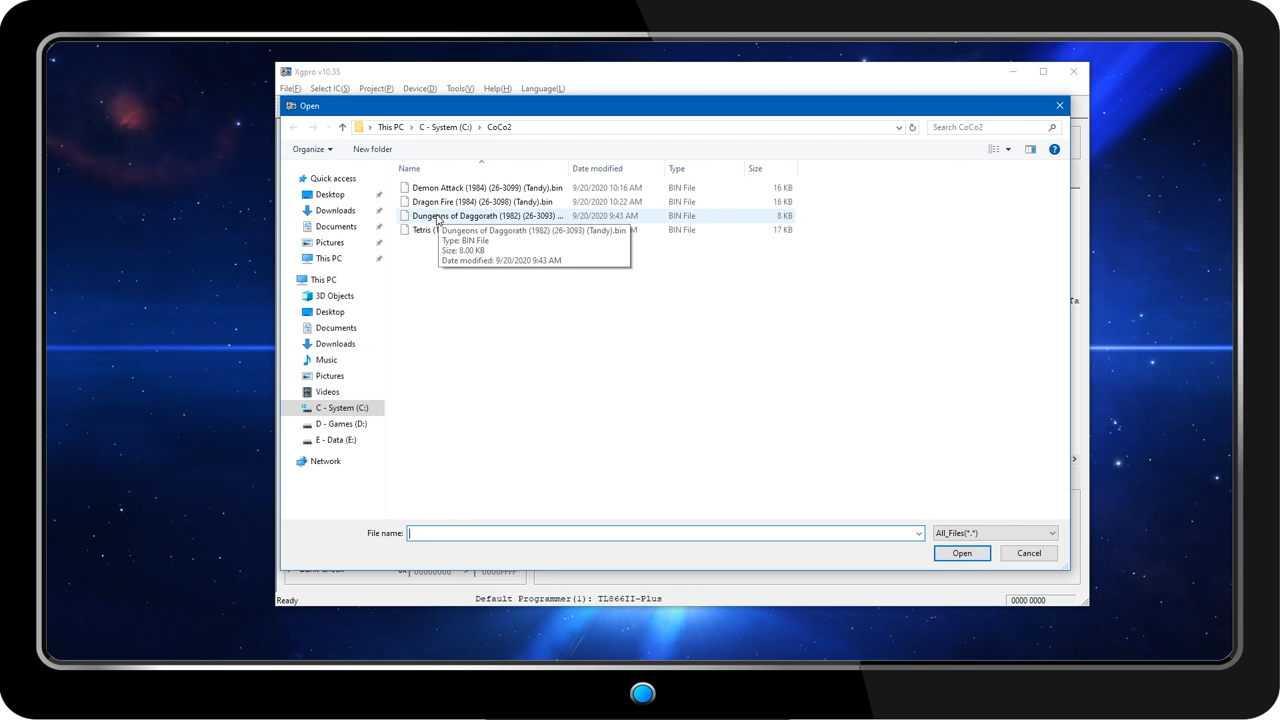 Xgpro v10.35
File(F) Select IC(S) Project(P) Device(D) Tools(V) Help(H) Language(L)
Open
This PC > C - System (C:) > CoCo2
Search CoCo2
Organize
New folder
Name Date modified Type Size
Quick access
Desktop
Downloads
Documents
Pictures
This PC
This PC
3D Objects
Desktop
Documents
Downloads
Music
Pictures
Videos
C - System (C:)
D - Games (D:)
E - Data (E:)
Network
Demon Attack (1984) (26-3099) (Tandy).bin 9/20/2020 10:16 AM BIN File 16 KB
Dragon Fire (1984) (26-3098) (Tandy).bin 9/20/2020 10:22 AM BIN File 16 KB
Dungeons of Daggorath (1982) (26-3093) ... 9/20/2020 9:43 AM BIN File 8 KB
Tetris BIN File 17 KB
Dungeons of Daggorath (1982) (26-3093) (Tandy).bin
Type: BIN File
Size: 8.00 KB
Date modified: 9/20/2020 9:43 AM
File name:
All_Files(*.*)
Open
Cancel
Ready
Default Programmer(1): TL866II-Plus
0000 0000